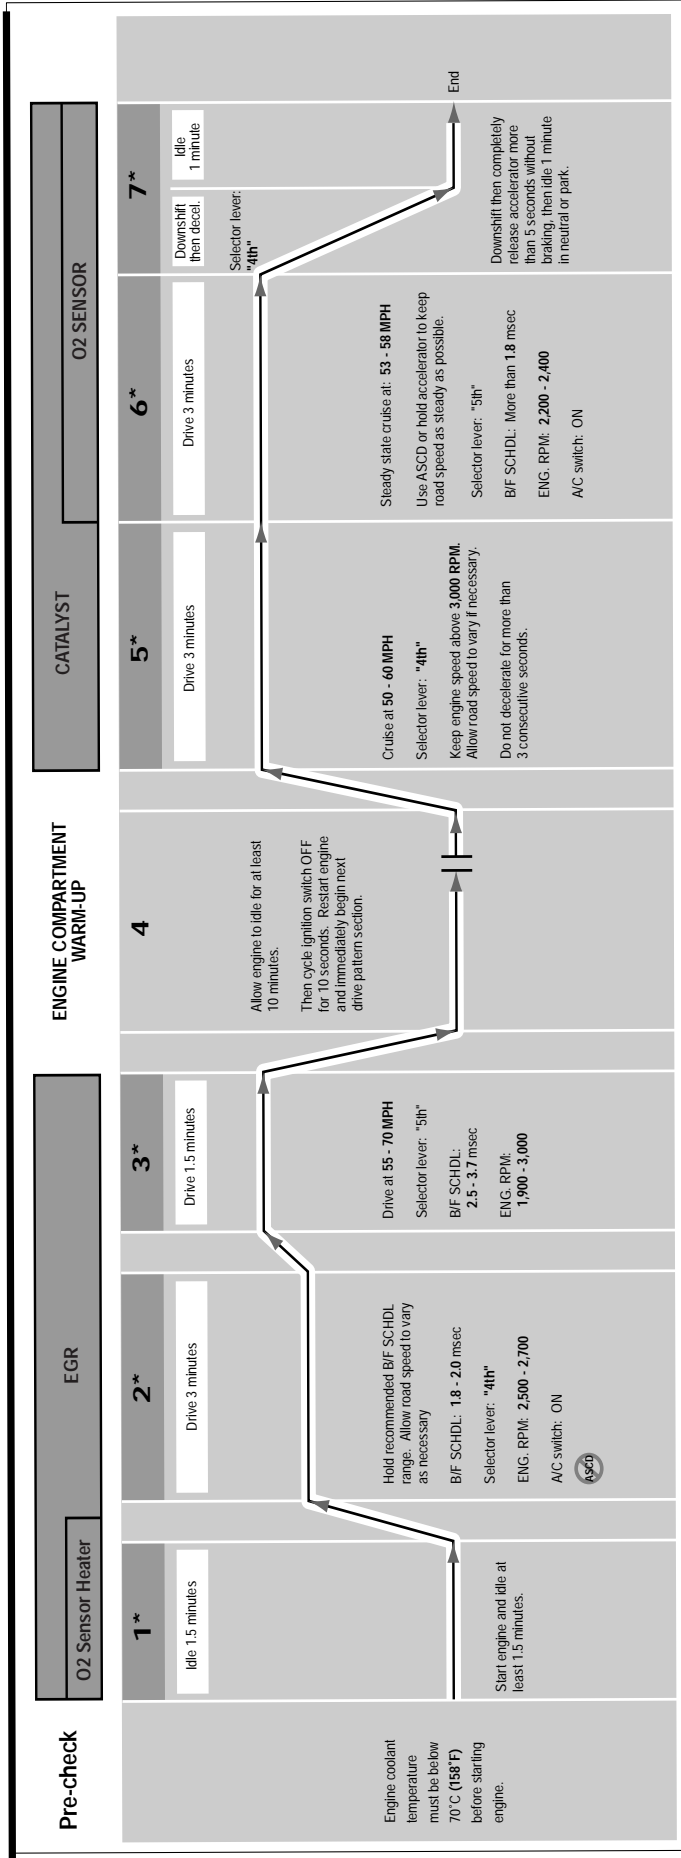 Pre-check
EGR
O2 Sensor Heater
ENGINE COMPARTMENT
WARM-UP
CATALYST
O2 SENSOR
Engine coolant
temperature
must be below
70˚C (158˚F)
before starting
engine.
1*
Idle 1.5 minutes
Start engine and idle at
least 1.5 minutes.
2*
Drive 3 minutes
Hold recommended B/F SCHDL
range.  Allow road speed to vary
as necessary
B/F SCHDL:  1.8 - 2.0 msec
Selector lever:  "4th"
ENG. RPM:  2,500 - 2,700
A/C switch:  ON
ASCD
3*
Drive 1.5 minutes
Drive at 55 - 70 MPH
Selector lever:  "5th"
B/F SCHDL:
2.5 - 3.7 msec
ENG. RPM:
1,900 - 3,000
4
Allow engine to idle for at least
10 minutes.
Then cycle ignition switch OFF
for 10 seconds.  Restart engine
and immediately begin next
drive pattern section.
5*
Drive 3 minutes
Cruise at 50 - 60 MPH
Selector lever:  "4th"
Keep engine speed above 3,000 RPM.
Allow road speed to vary if necessary.
Do not decelerate for more than
3 consecutive seconds.
6*
Drive 3 minutes
Steady state cruise at:  53 - 58 MPH
Use ASCD or hold accelerator to keep
road speed as steady as possible.
Selector lever:  "5th"
B/F SCHDL:  More than 1.8 msec
ENG. RPM:  2,200 - 2,400
A/C switch:  ON
7*
Downshift
then decel.
Idle
1 minute
Selector lever:
"4th"
End
Downshift then completely
release accelerator more
than 5 seconds without
braking, then idle 1 minute
in neutral or park.